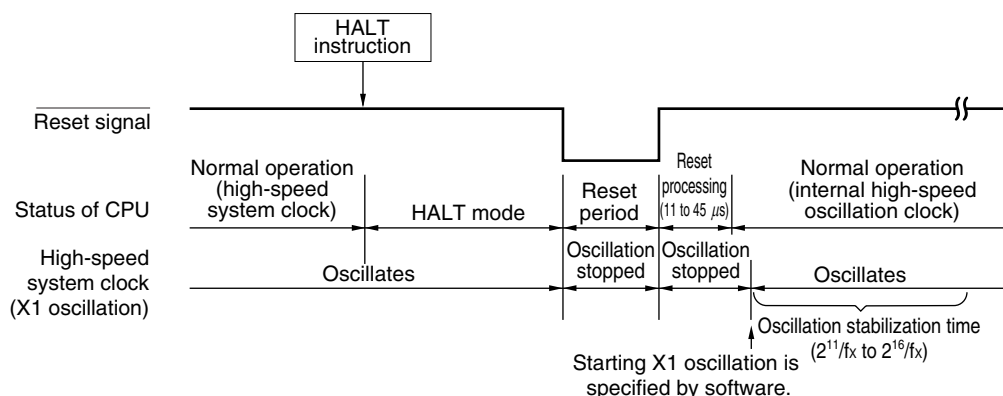 HALT
instruction
Reset signal
Status of CPU
Normal operation
(high-speed
system clock)
HALT mode
Reset
period
Reset
processing
(11 to 45 μs)
Normal operation
(internal high-speed
oscillation clock)
High-speed
system clock
(X1 oscillation)
Oscillates
Oscillation
stopped
Oscillation
stopped
Oscillates
Oscillation stabilization time
(2¹¹/fx to 2¹⁶/fx)
Starting X1 oscillation is
specified by software.